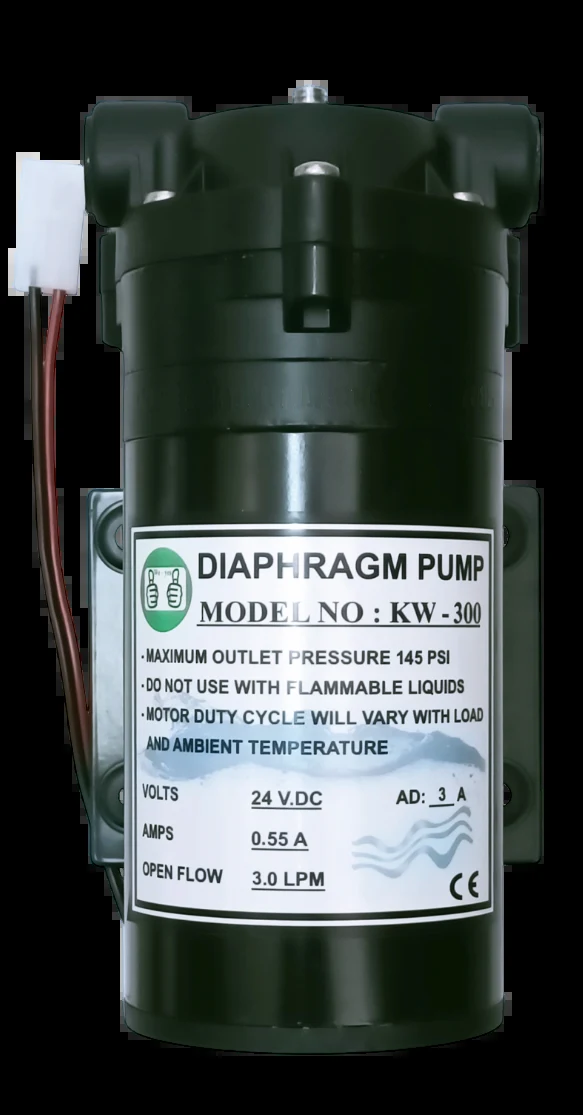 DIAPHRAGM PUMP
MODEL NO : KW - 300
· MAXIMUM OUTLET PRESSURE 145 PSI
· DO NOT USE WITH FLAMMABLE LIQUIDS
· MOTOR DUTY CYCLE WILL VARY WITH LOAD
AND AMBIENT TEMPERATURE
VOLTS 24 V.DC AD: 3 A
AMPS 0.55 A
OPEN FLOW 3.0 LPM
CE